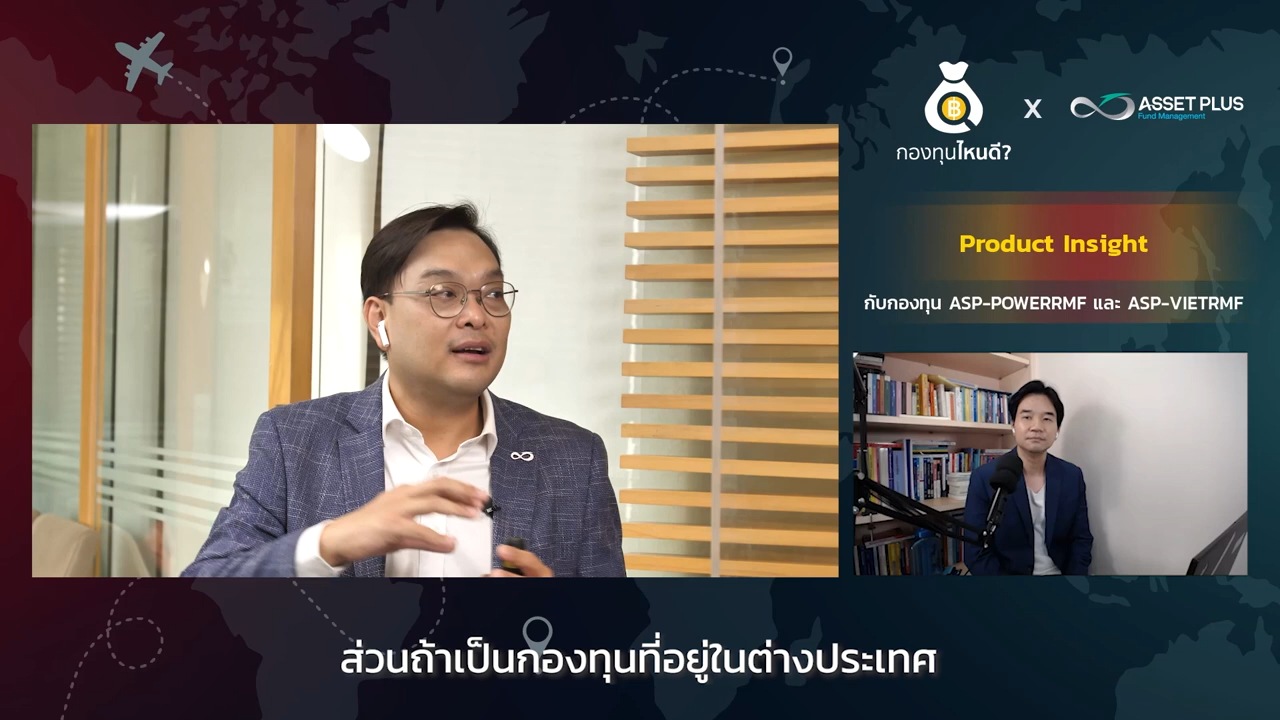 กองทุนไหนดี?
X
ASSET PLUS
Fund Management
Product Insight
กับกองทุน ASP-POWERRMF และ ASP-VIETRMF
ส่วนถ้าเป็นกองทุนที่อยู่ในต่างประเทศ